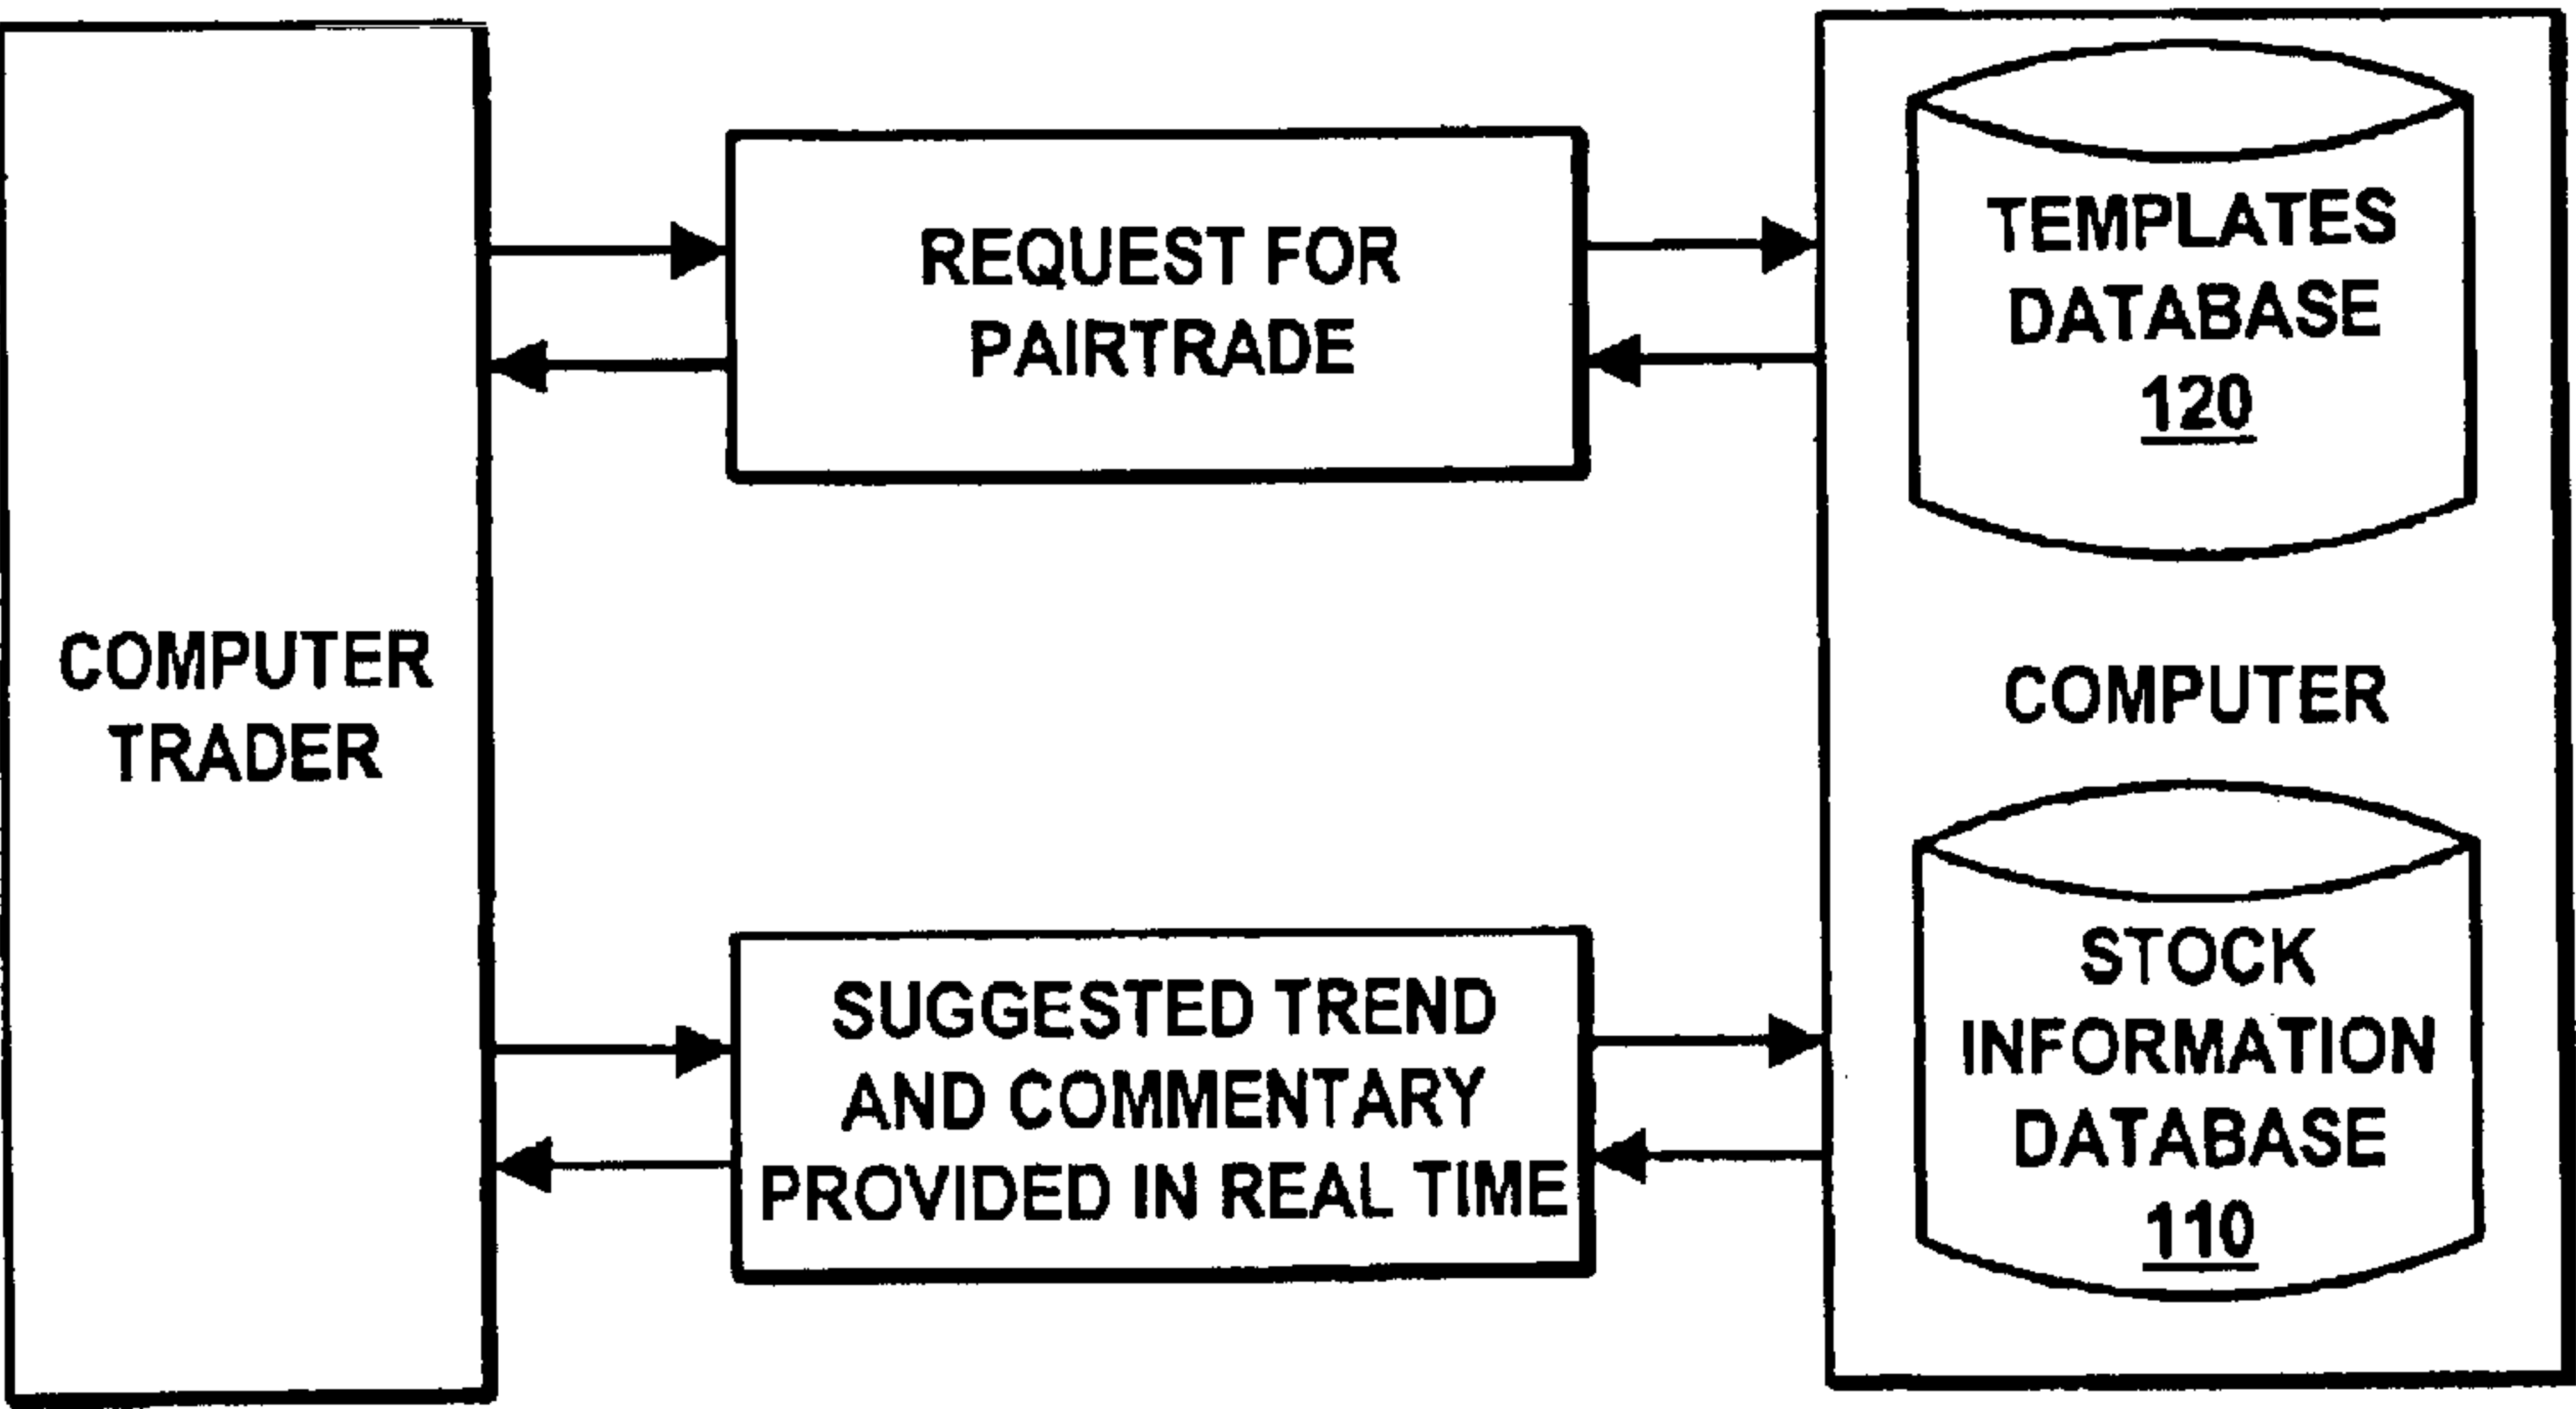 COMPUTER
TRADER
REQUEST FOR
PAIRTRADE
SUGGESTED TREND
AND COMMENTARY
PROVIDED IN REAL TIME
TEMPLATES
DATABASE
120
COMPUTER
STOCK
INFORMATION
DATABASE
110